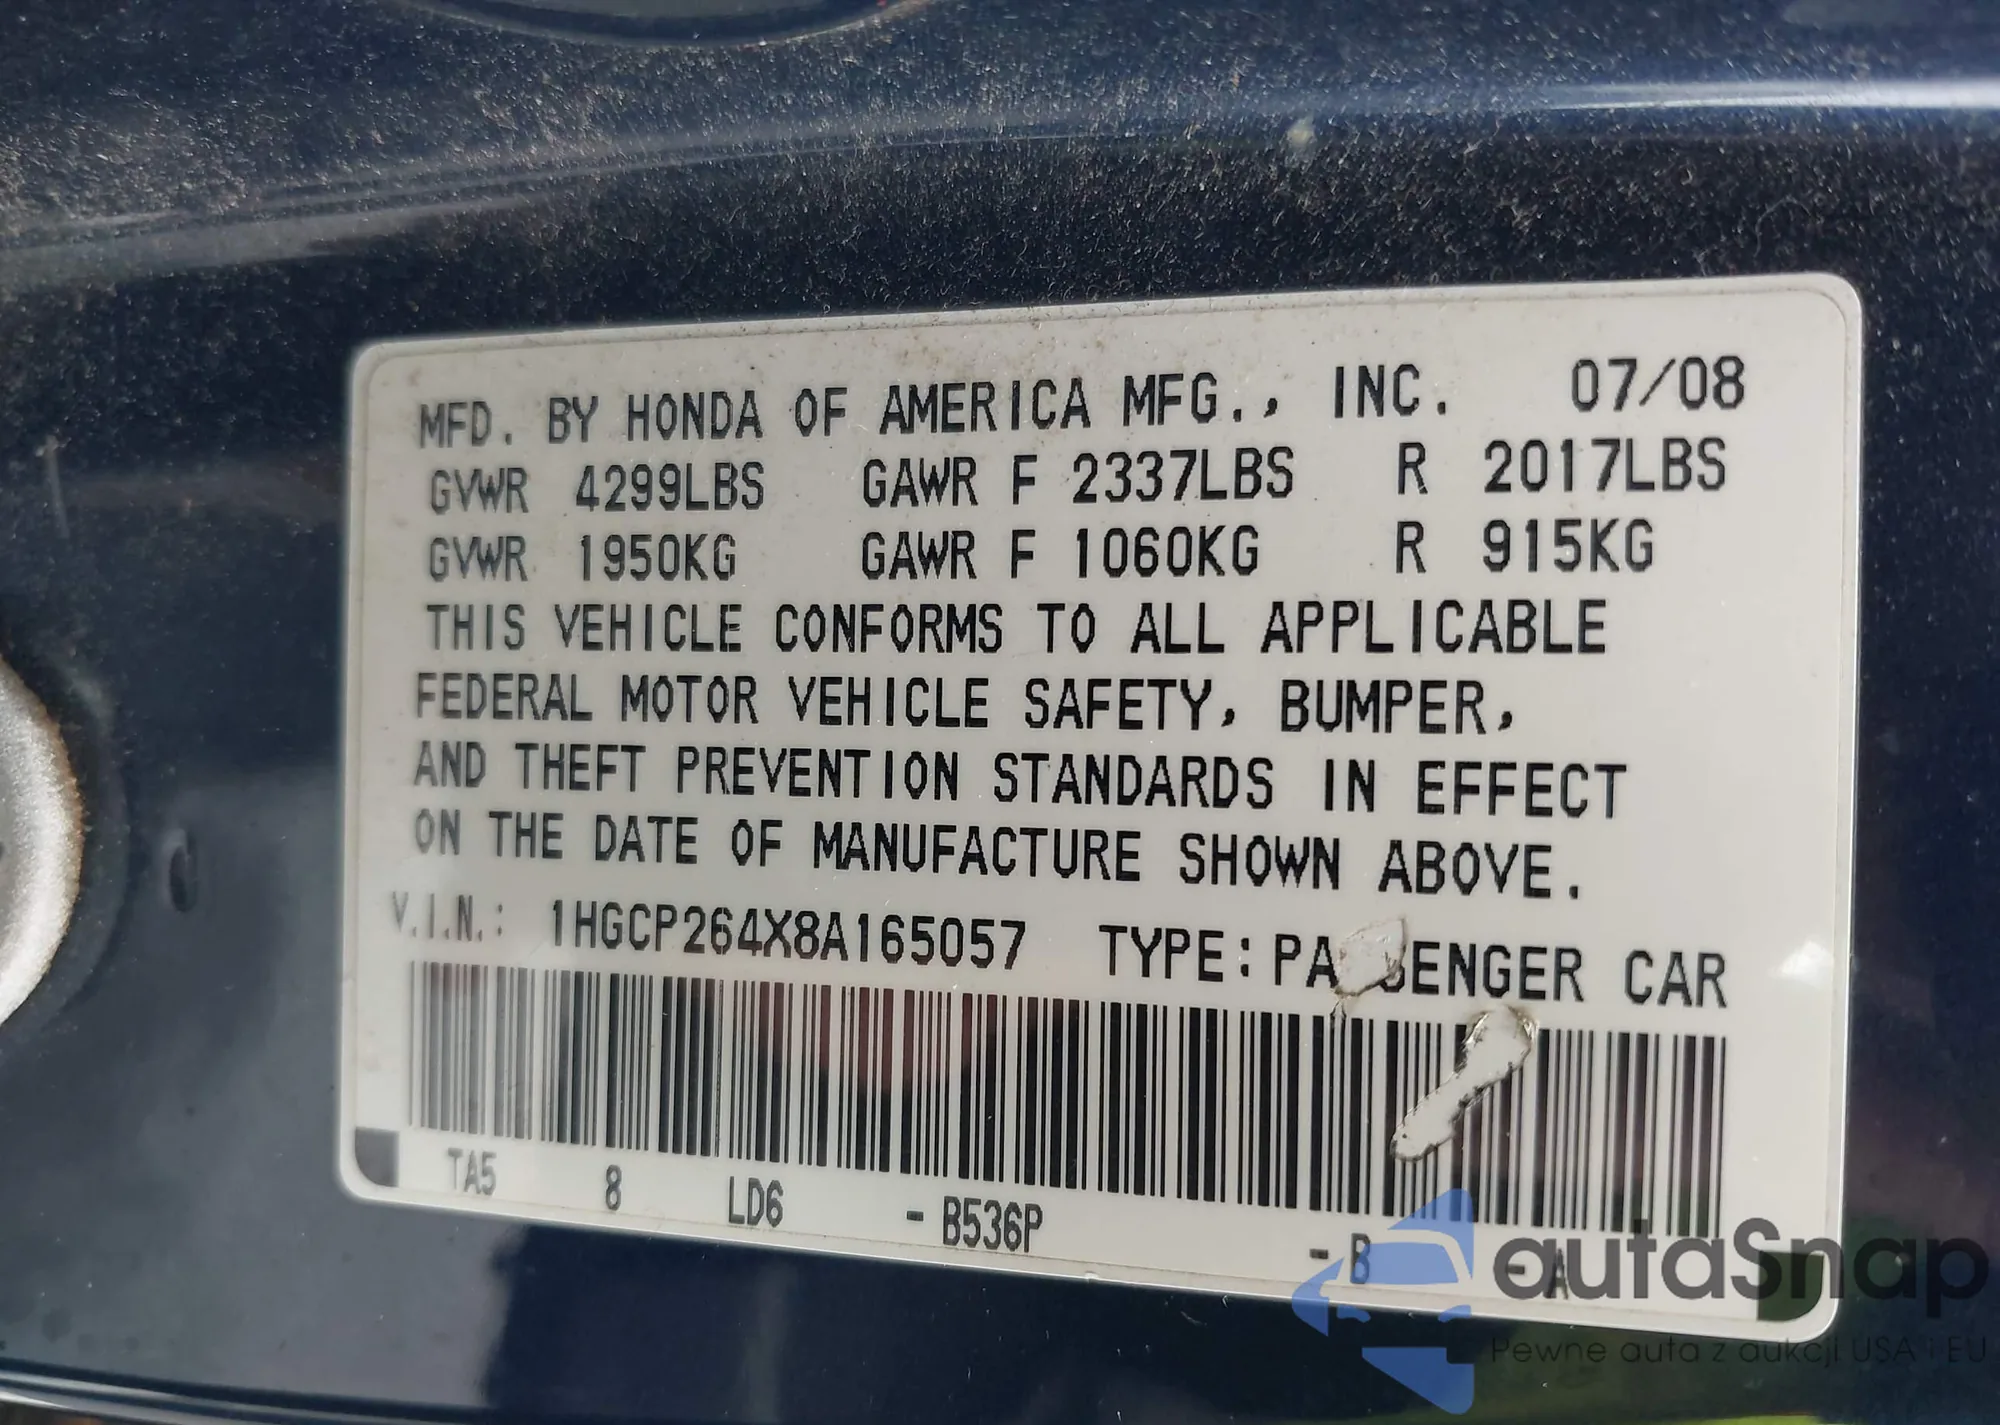 MFD. BY HONDA OF AMERICA MFG., INC. 07/08
GVWR 4299LBS GAWR F 2337LBS R 2017LBS
GVWR 1950KG GAWR F 1060KG R 915KG
THIS VEHICLE CONFORMS TO ALL APPLICABLE
FEDERAL MOTOR VEHICLE SAFETY, BUMPER,
AND THEFT PREVENTION STANDARDS IN EFFECT
ON THE DATE OF MANUFACTURE SHOWN ABOVE.
V.I.N.: 1HGCP264X8A165057 TYPE: PASSENGER CAR
TA5 8 LD6 - B536P - B - A
autaSnap
Pewne auta z aukcji USA i EU